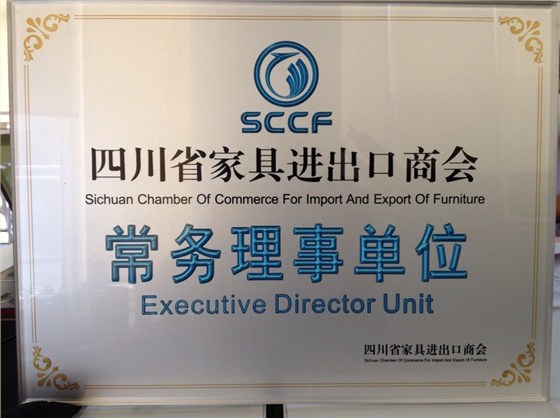 SCCF
四川省家具进出口商会
Sichuan Chamber Of Commerce For Import And Export Of Furniture
常务理事单位
Executive Director Unit
四川省家具进出口商会
Sichuan Chamber Of Commerce For Import And Export Of Furniture